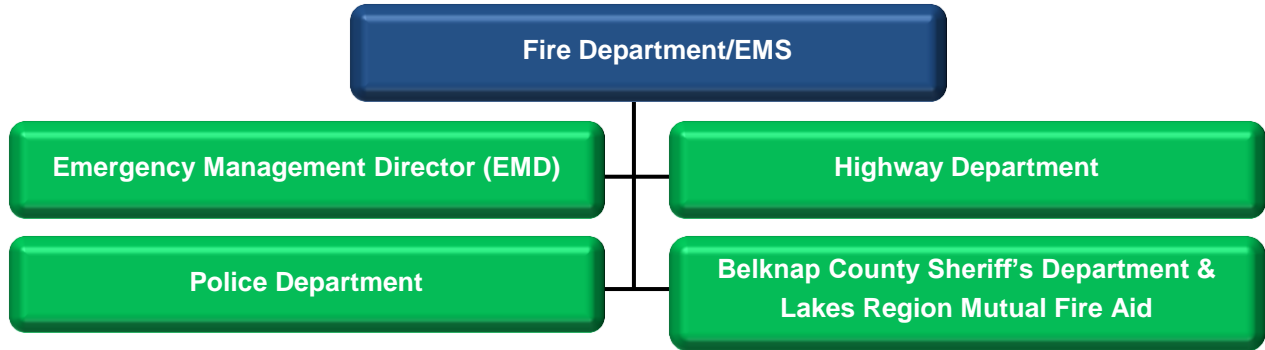 Fire Department/EMS
Emergency Management Director (EMD)
Highway Department
Police Department
Belknap County Sheriff’s Department &
Lakes Region Mutual Fire Aid